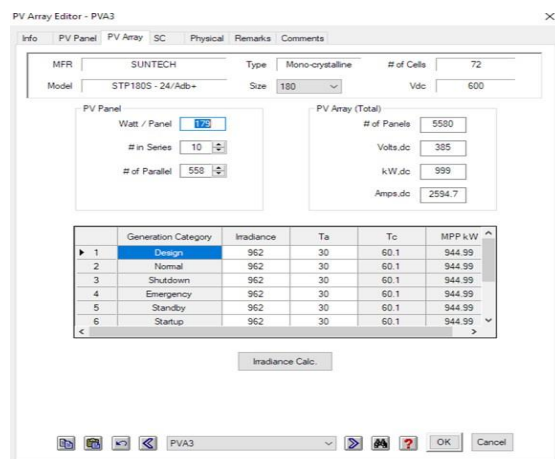 PV Array Editor - PVA3
Info PV Panel PV Array SC Physical Remarks Comments
MFR SUNTECH Type Mono-crystalline # of Cells 72
Model STP180S - 24/Adb+ Size 180 Vdc 600
PV Panel
Watt / Panel 179
# in Series 10
# of Parallel 558
PV Array (Total)
# of Panels 5580
Volts,dc 385
kW,dc 999
Amps,dc 2594.7
Generation Category Irradiance Ta Tc MPP kW
1 Design 962 30 60.1 944.99
2 Normal 962 30 60.1 944.99
3 Shutdown 962 30 60.1 944.99
4 Emergency 962 30 60.1 944.99
5 Standby 962 30 60.1 944.99
6 Startup 962 30 60.1 944.99
Irradiance Calc.
PVA3 ? OK Cancel